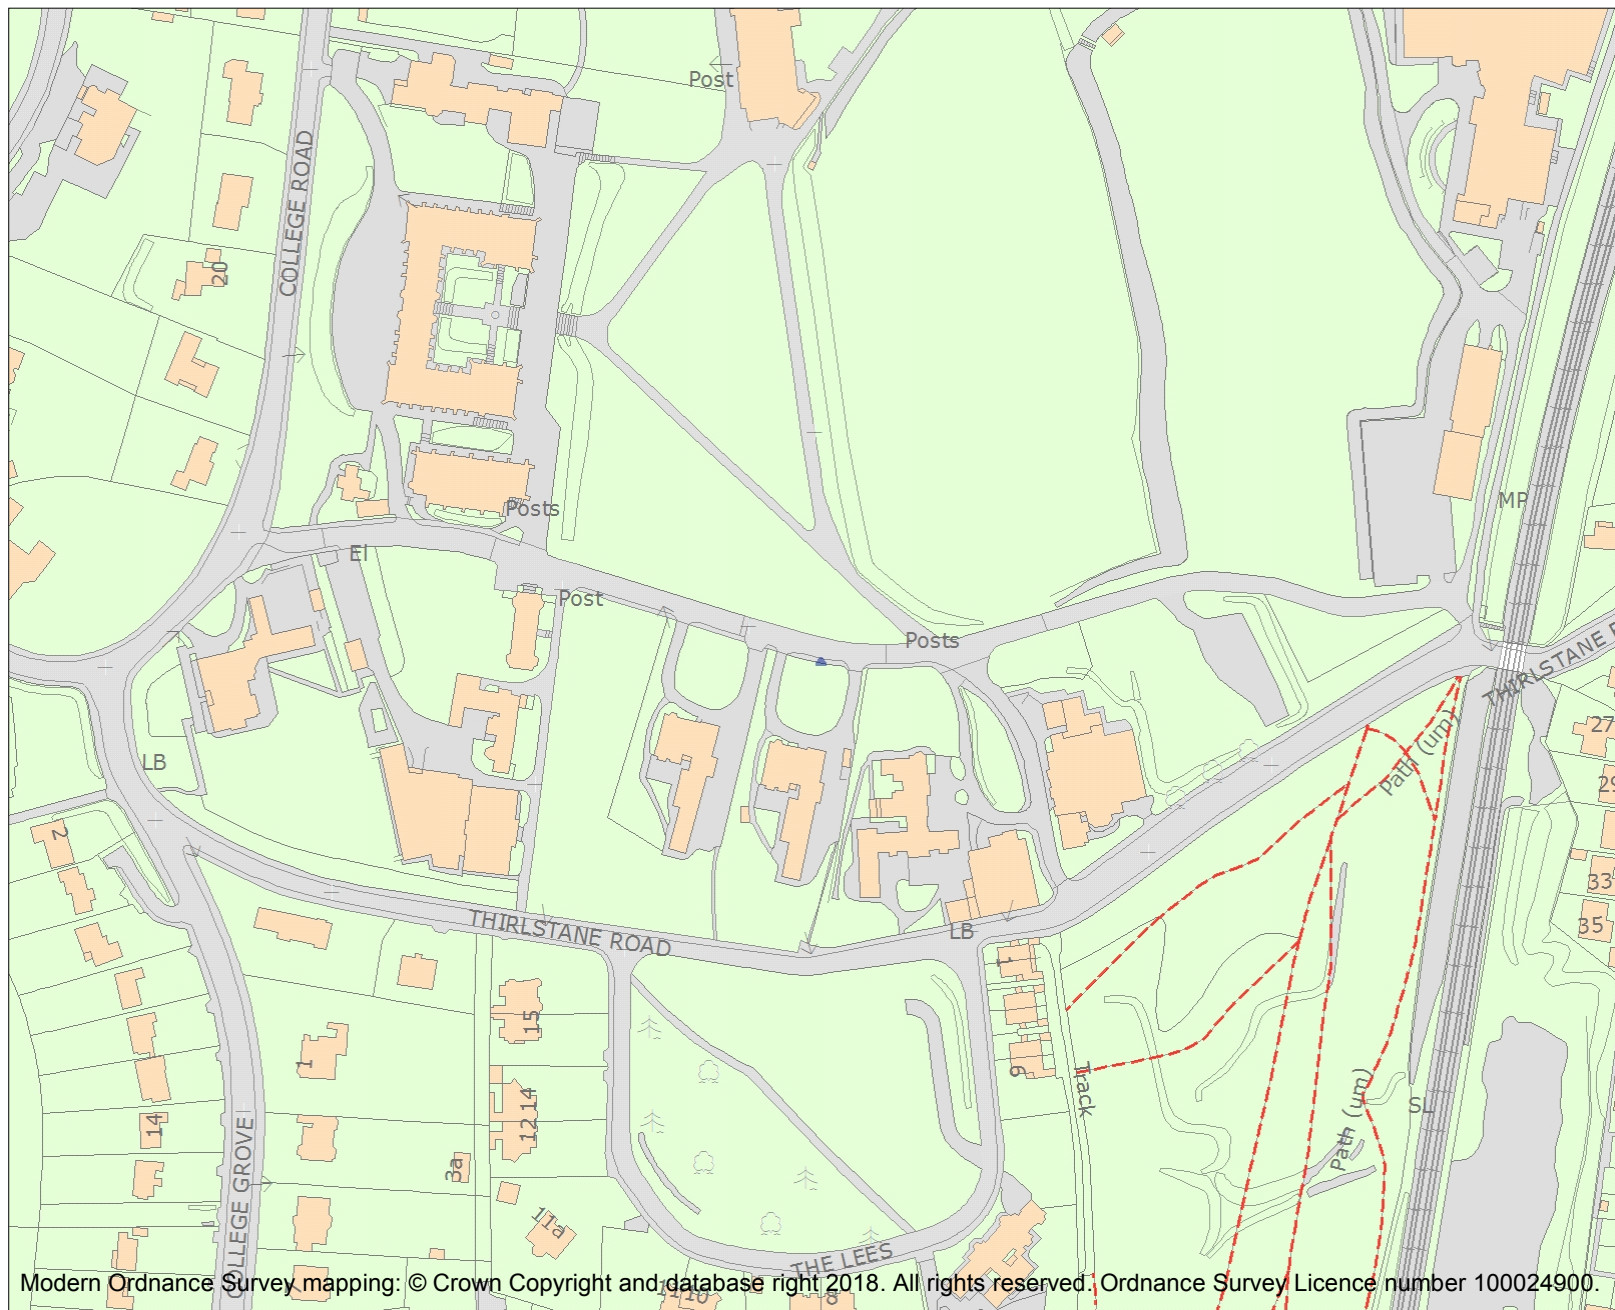 Post
COLLEGE ROAD
20
MP
Posts
El
Post
Posts
THIRLSTANE
27
Path (um)
LB
29
2
33
35
THIRLSTANE ROAD
LB
1
15
1
6
Track
14
12
14
SL
Path (um)
3a
COLLEGE GROVE
11a
THE LEES
8
Modern Ordnance Survey mapping: © Crown Copyright and database right 2018. All rights reserved. Ordnance Survey Licence number 100024900.